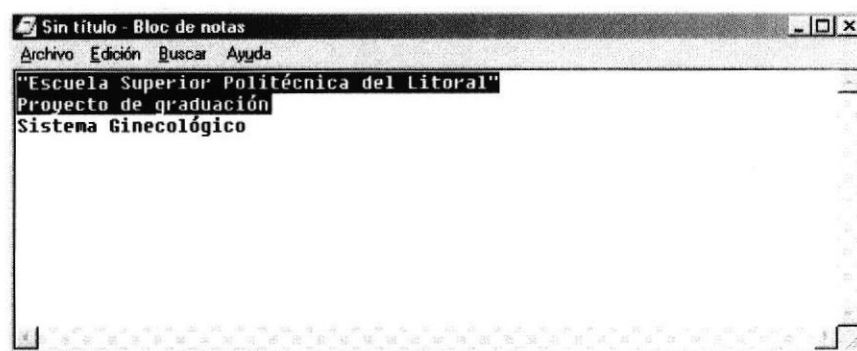 Sin título - Bloc de notas
Archivo Edición Buscar Ayuda
"Escuela Superior Politécnica del Litoral"
Proyecto de graduación
Sistema Ginecológico